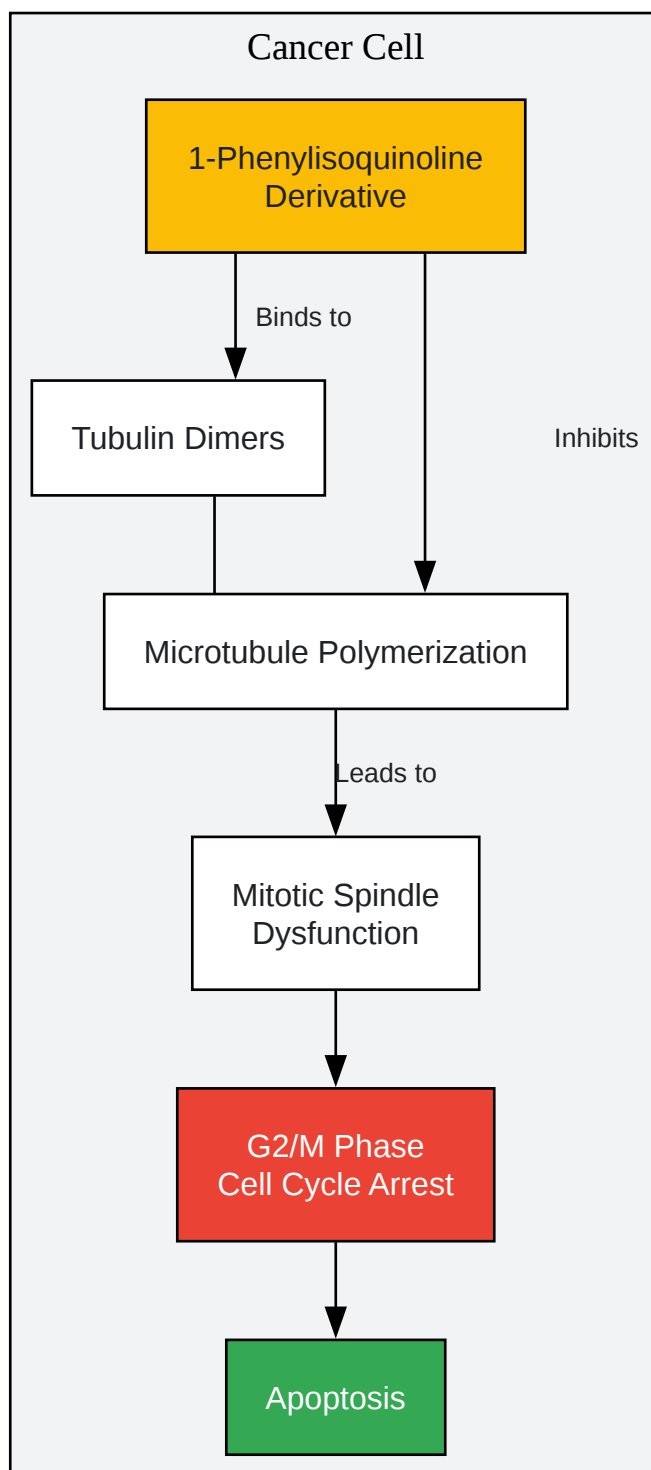 Cancer Cell
1-Phenylisoquinoline
Derivative
Binds to
Tubulin Dimers
Inhibits
Microtubule Polymerization
Leads to
Mitotic Spindle
Dysfunction
G2/M Phase
Cell Cycle Arrest
Apoptosis